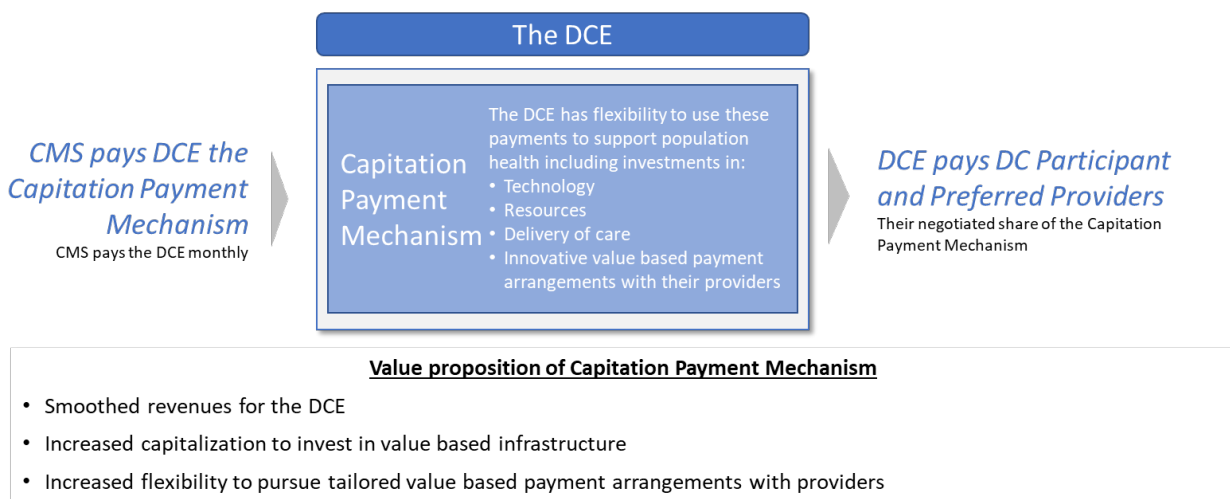 The DCE
CMS pays DCE the
Capitation Payment
Mechanism
CMS pays the DCE monthly
Capitation
Payment
Mechanism
The DCE has flexibility to use these
payments to support population
health including investments in:
• Technology
• Resources
• Delivery of care
• Innovative value based payment
arrangements with their providers
DCE pays DC Participant
and Preferred Providers
Their negotiated share of the Capitation
Payment Mechanism
Value proposition of Capitation Payment Mechanism
• Smoothed revenues for the DCE
• Increased capitalization to invest in value based infrastructure
• Increased flexibility to pursue tailored value based payment arrangements with providers